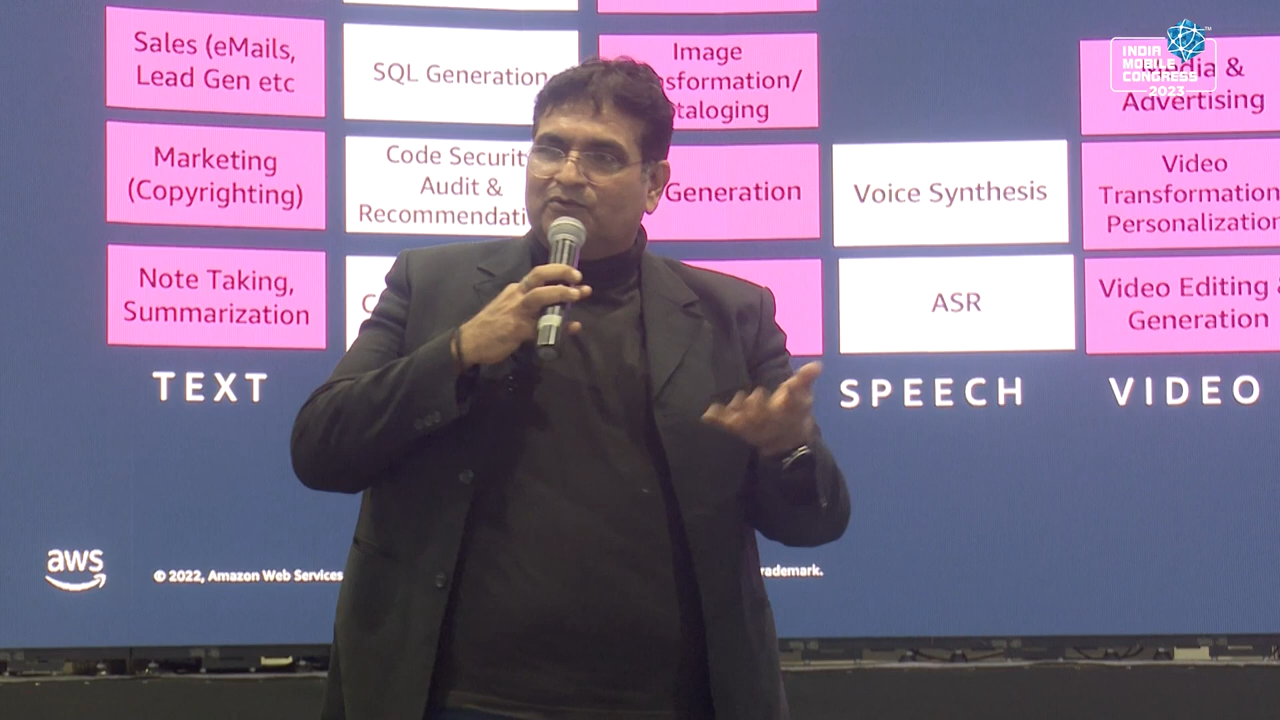 Sales (eMails,
Lead Gen etc
Marketing
(Copyrighting)
Note Taking,
Summarization
TEXT
SQL Generation
Code
Audit &
Image
Generation
Voice Synthesis
ASR
SPEECH
INDIA
MOBILE
CONGRESS
2023
&
Advertising
Video
Transformation
Personalization
Video Editing
Generation
VIDEO
aws
© 2022, Amazon Web Services